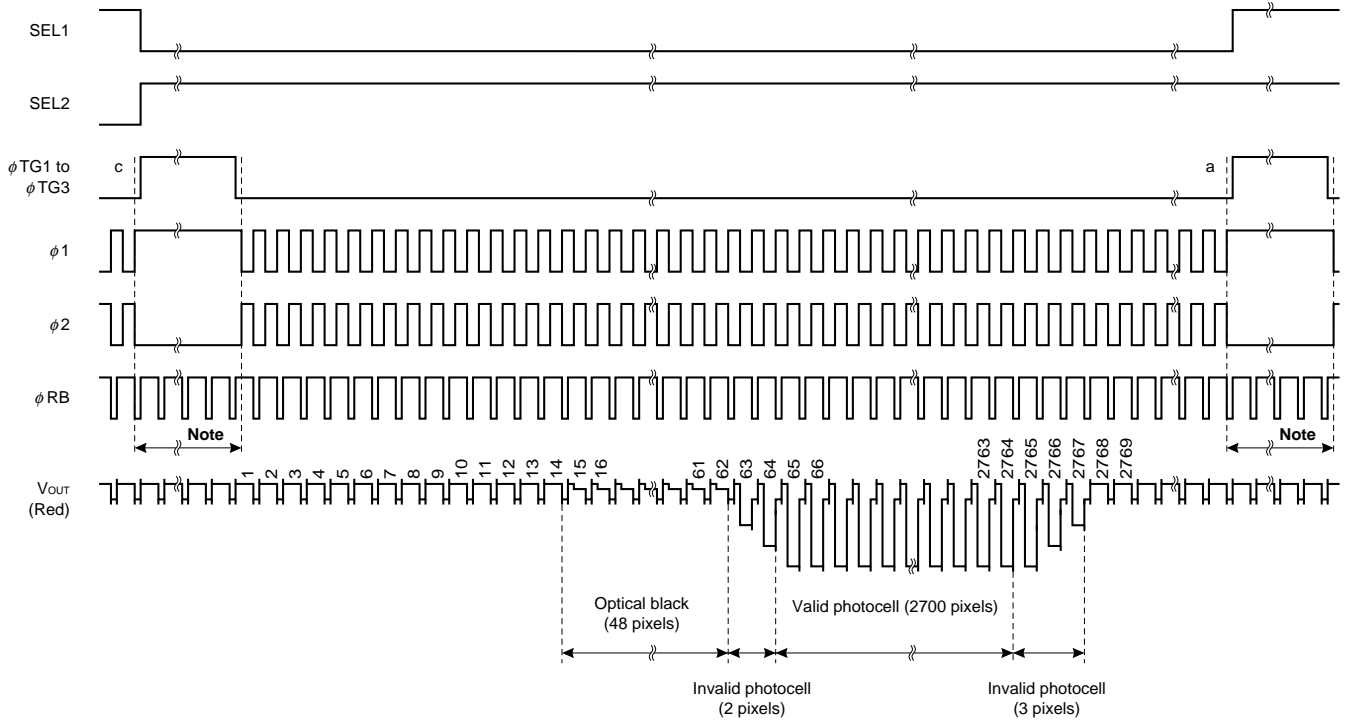 SEL1
SEL2
φTG1 to
φTG3
c
a
φ1
φ2
φRB
Note
Note
VOUT
(Red)
1
2
3
4
5
6
7
8
9
10
11
12
13
14
15
16
61
62
63
64
65
66
2763
2764
2765
2766
2767
2768
2769
Optical black
(48 pixels)
Valid photocell (2700 pixels)
Invalid photocell
(2 pixels)
Invalid photocell
(3 pixels)